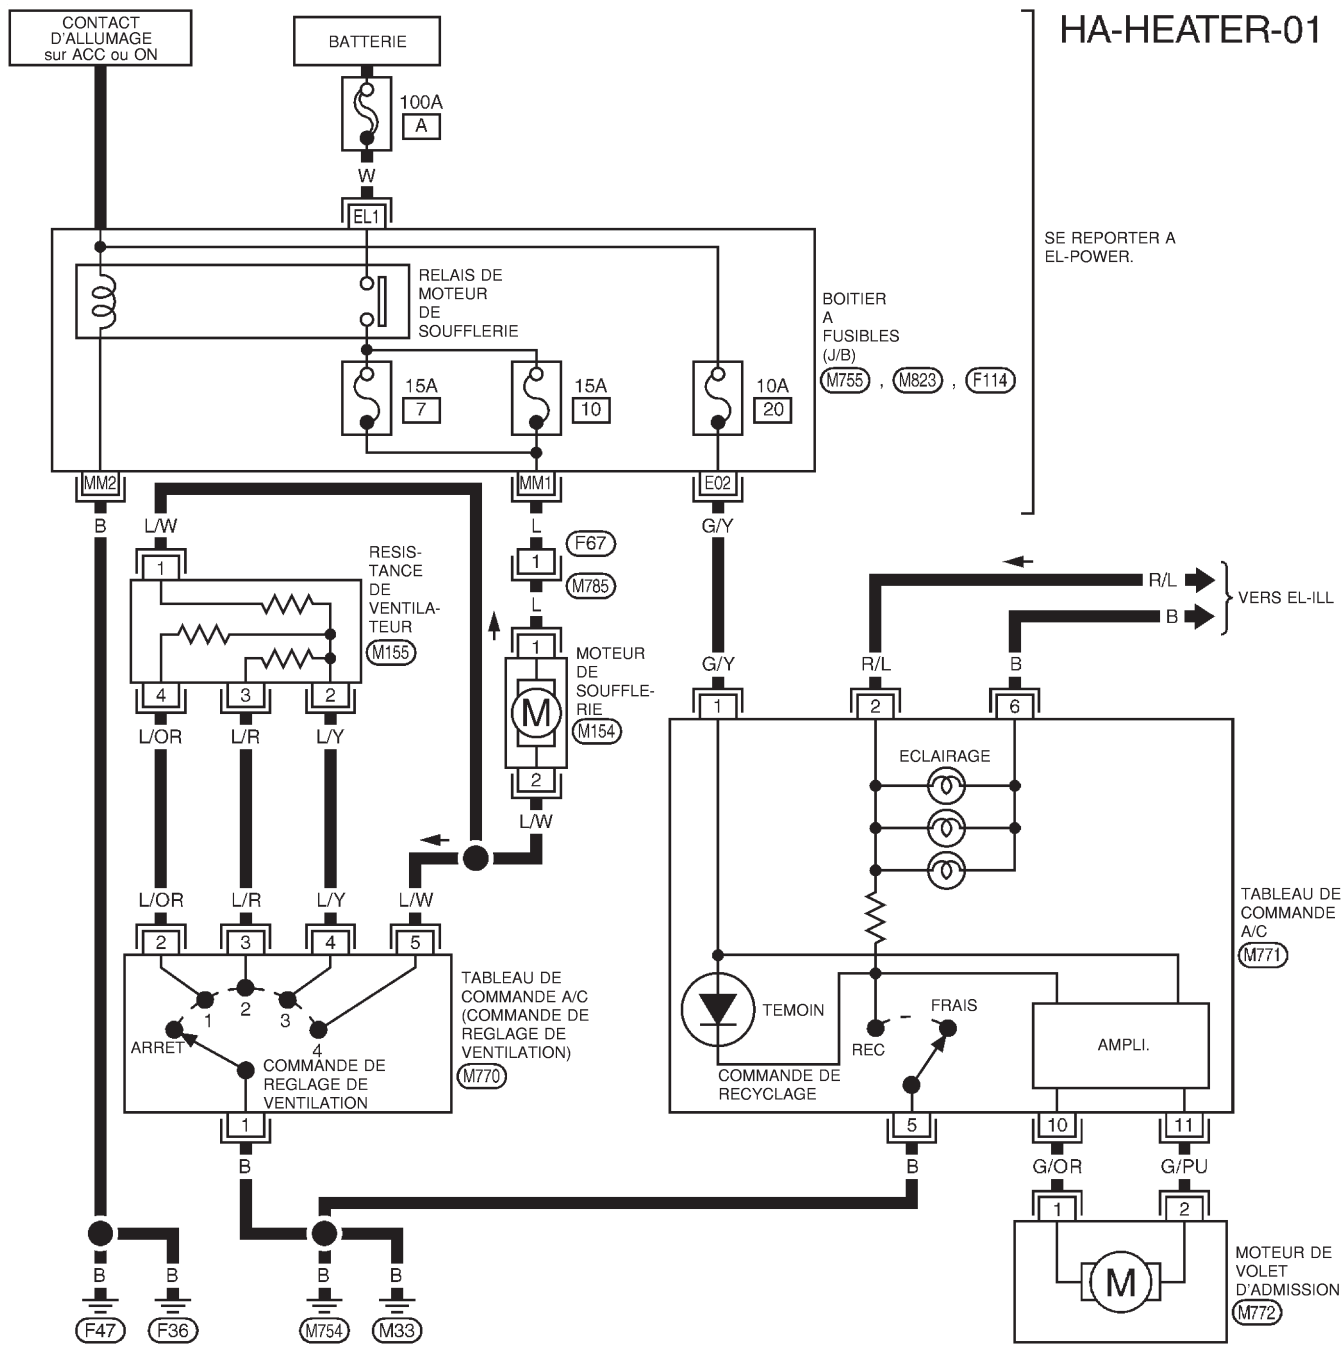 HA-HEATER-01
CONTACT
D'ALLUMAGE
sur ACC ou ON
BATTERIE
100A
A
W
EL1
SE REPORTER A
EL-POWER.
RELAIS DE
MOTEUR
DE
SOUFFLERIE
BOITIER
A
FUSIBLES
(J/B)
M755 , M823 , F114
15A
7
15A
10
10A
20
MM2
MM1
E02
B
L/W
L
G/Y
F67
1
M785
L
RESIS-
TANCE
DE
VENTILA-
TEUR
M155
1
4
3
2
L/OR
L/R
L/Y
1
MOTEUR
DE
SOUFFLE-
RIE
M154
M
2
L/W
R/L
B
VERS EL-ILL
G/Y
R/L
B
1
2
6
ECLAIRAGE
TABLEAU DE
COMMANDE
A/C
M771
L/OR
L/R
L/Y
L/W
2
3
4
5
TABLEAU DE
COMMANDE A/C
(COMMANDE DE
REGLAGE DE
VENTILATION)
M770
1
2
3
4
ARRET
COMMANDE DE
REGLAGE DE
VENTILATION
1
B
TEMOIN
FRAIS
REC
AMPLI.
COMMANDE DE
RECYCLAGE
5
10
11
B
G/OR
G/PU
1
2
M
MOTEUR DE
VOLET
D'ADMISSION
M772
B
B
B
B
F47
F36
M754
M33